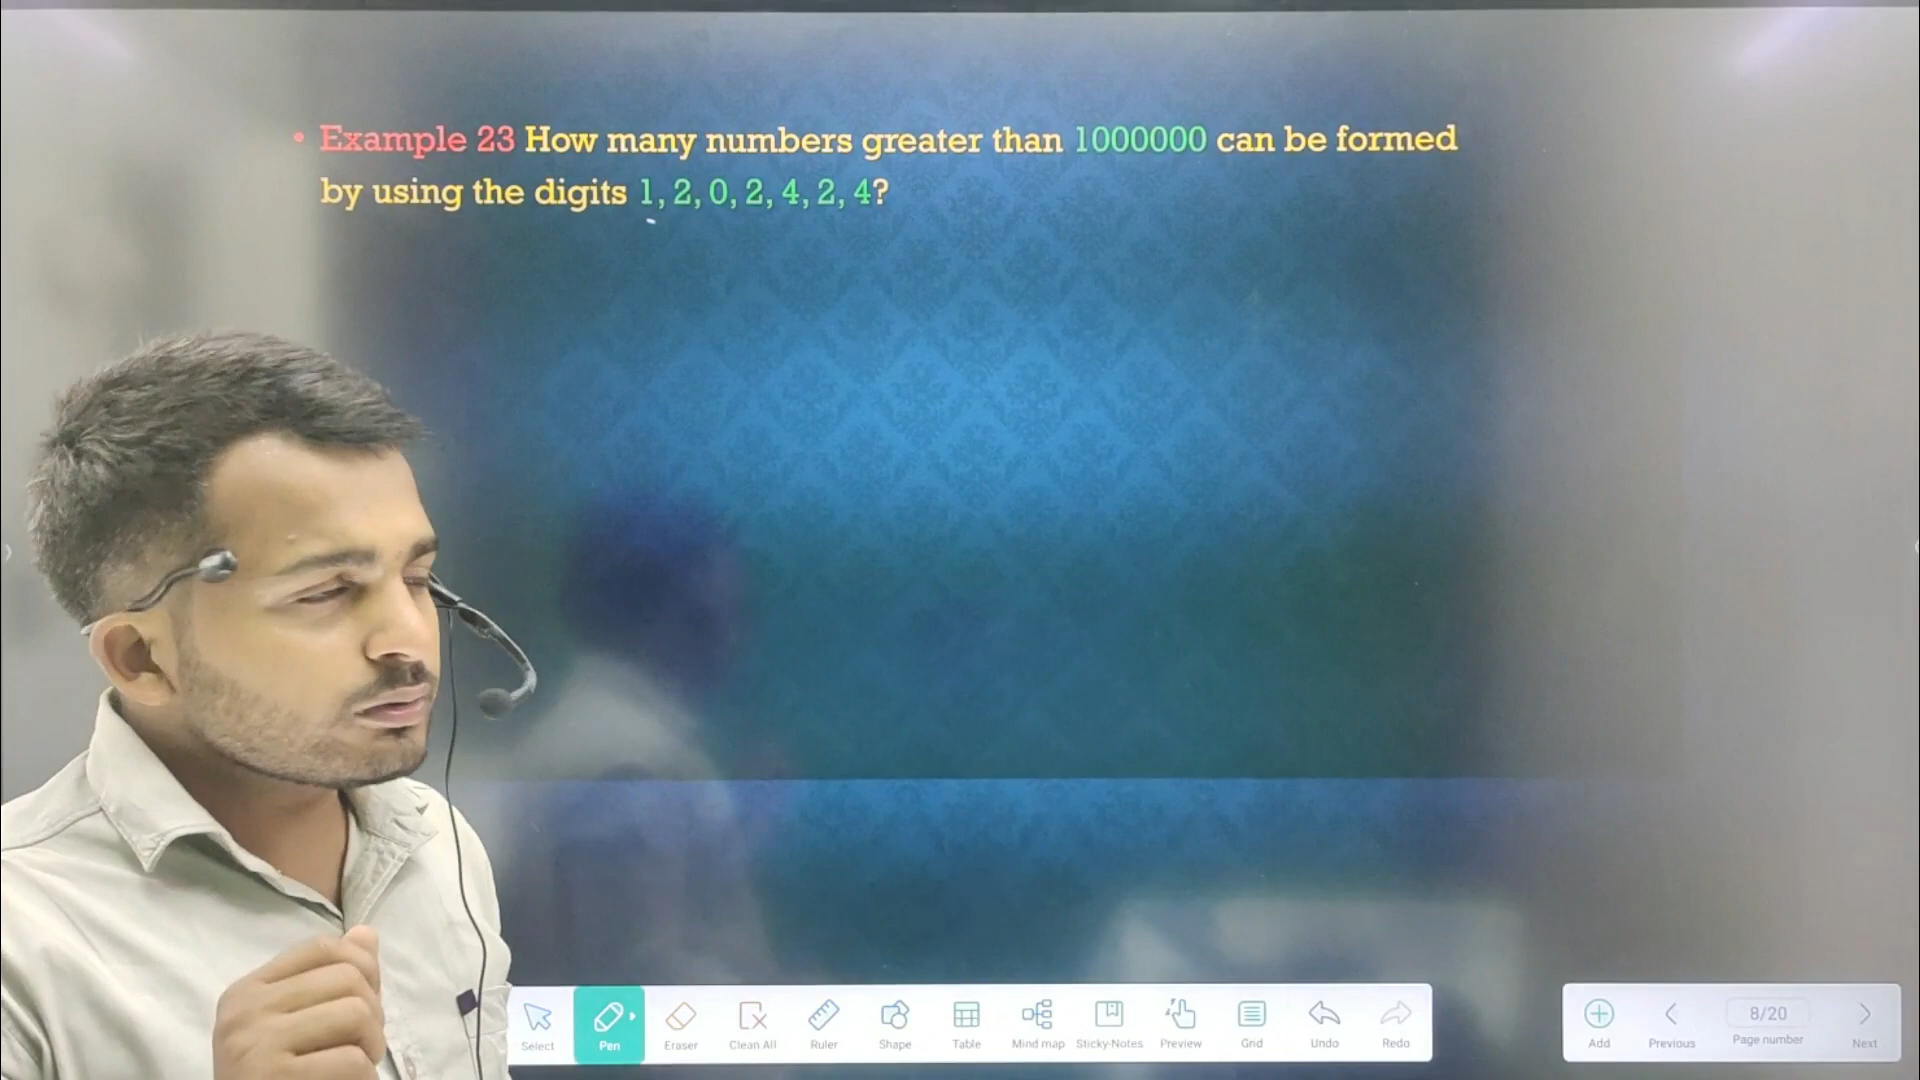 • Example 23 How many numbers greater than 1000000 can be formed
by using the digits 1, 2, 0, 2, 4, 2, 4?
Select Pen Eraser Clean All Ruler Shape Table Mind map Sticky-Notes Preview Grid Undo Redo
Add Previous 8/20 Page number Next